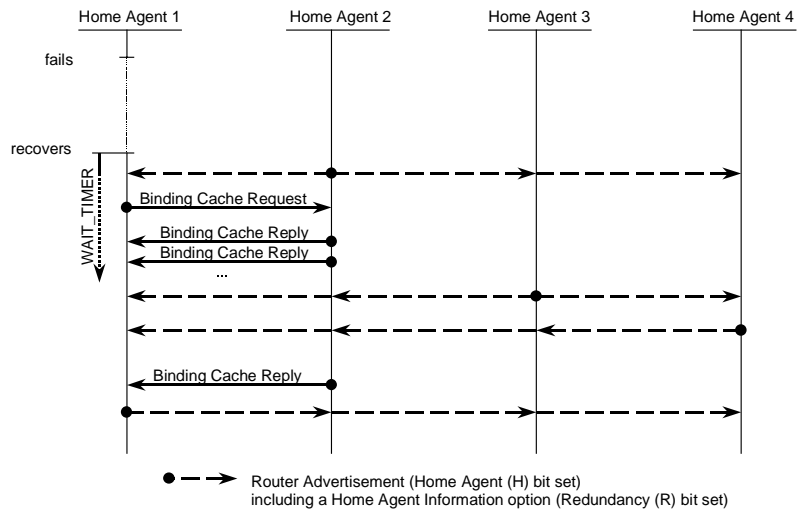 Home Agent 1
Home Agent 2
Home Agent 3
Home Agent 4
fails
recovers
WAIT_TIMER
Binding Cache Request
Binding Cache Reply
Binding Cache Reply
...
Binding Cache Reply
Router Advertisement (Home Agent (H) bit set)
including a Home Agent Information option (Redundancy (R) bit set)